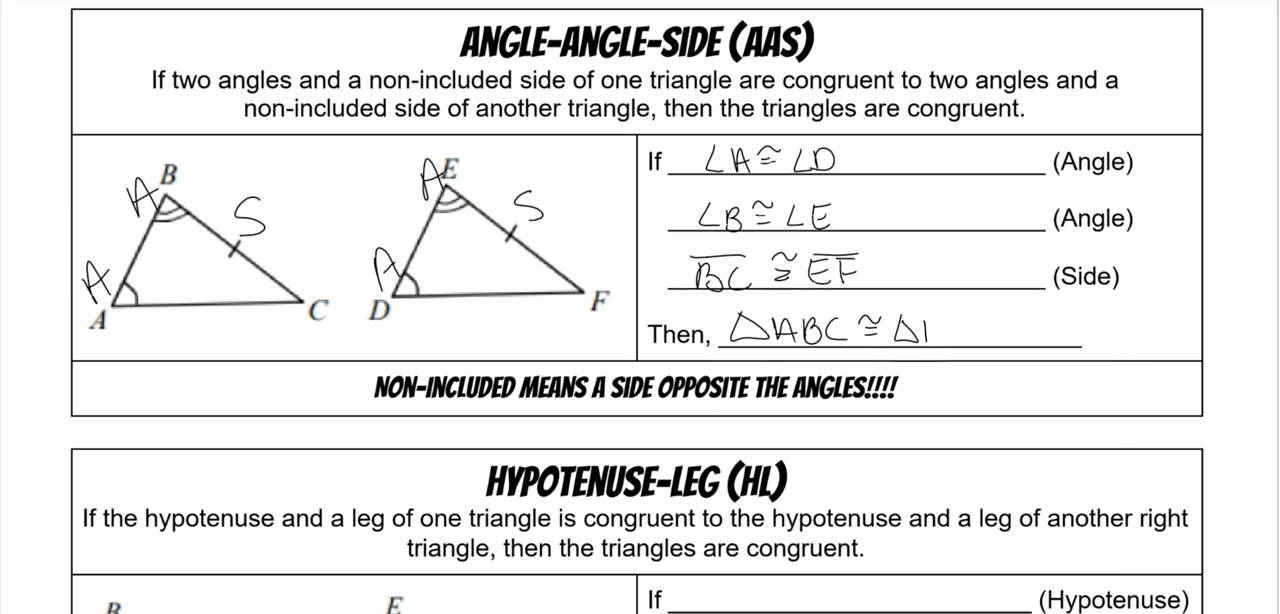 ANGLE-ANGLE-SIDE (AAS)
If two angles and a non-included side of one triangle are congruent to two angles and a
non-included side of another triangle, then the triangles are congruent.
A B S
A
A C
A E S
A
D F
If ∠A ≅ ∠D (Angle)
∠B ≅ ∠E (Angle)
BC ≅ EF (Side)
Then, △ABC ≅ △
NON-INCLUDED MEANS A SIDE OPPOSITE THE ANGLES!!!!
HYPOTENUSE-LEG (HL)
If the hypotenuse and a leg of one triangle is congruent to the hypotenuse and a leg of another right
triangle, then the triangles are congruent.
B E
If (Hypotenuse)